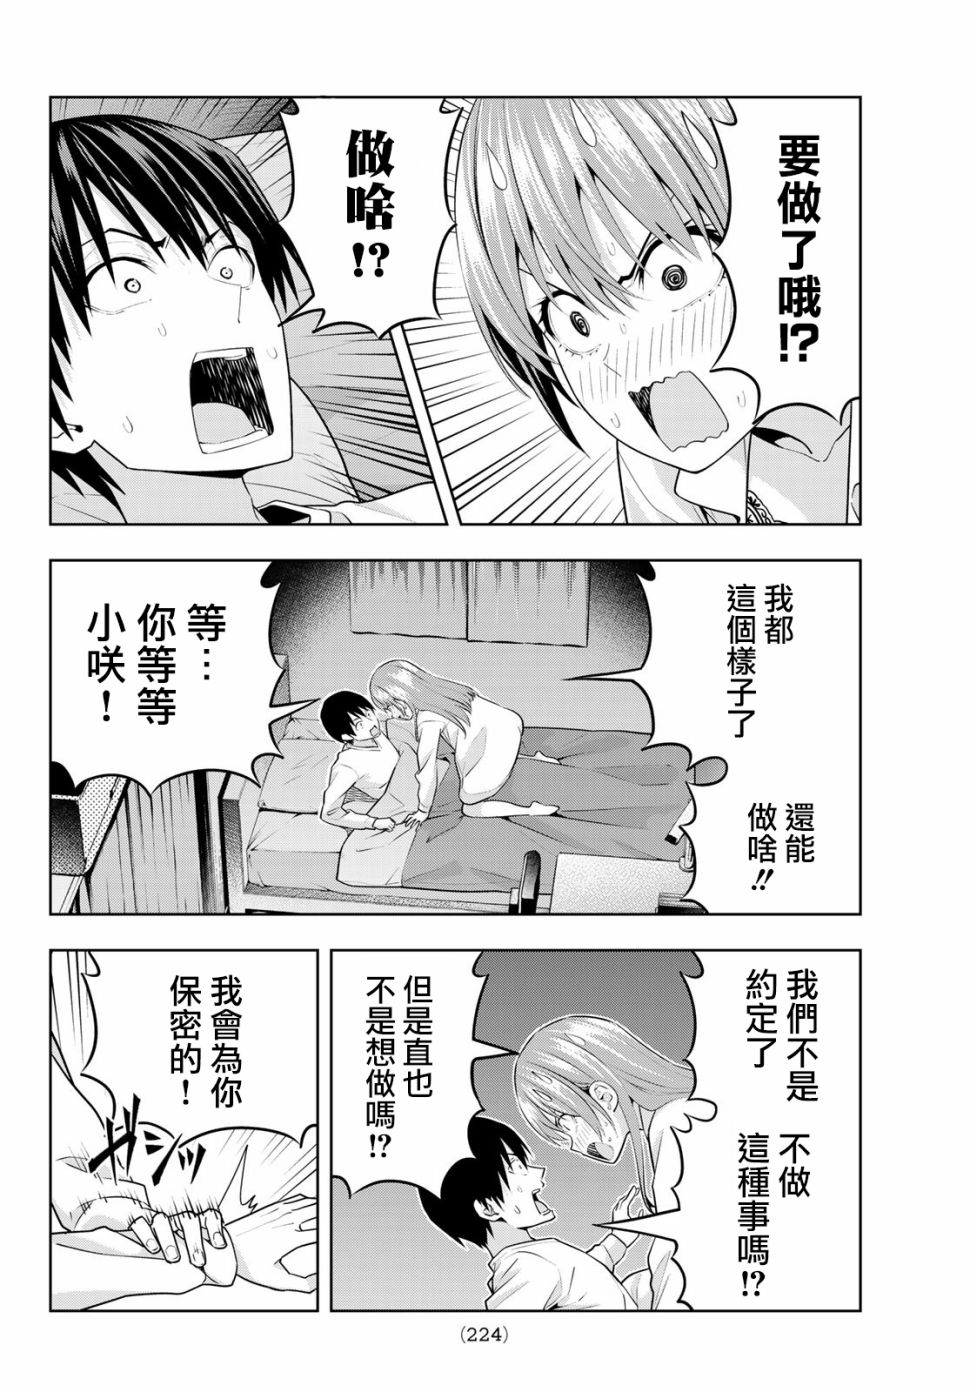 要做了哦!?
做啥!?
我都
這個樣子了
還能
做啥!!
等…
你等等
小咲！
我們不是
約定了
不做
這種事嗎!?
但是直也
不是想做嗎!?
我會為你
保密的！
(224)